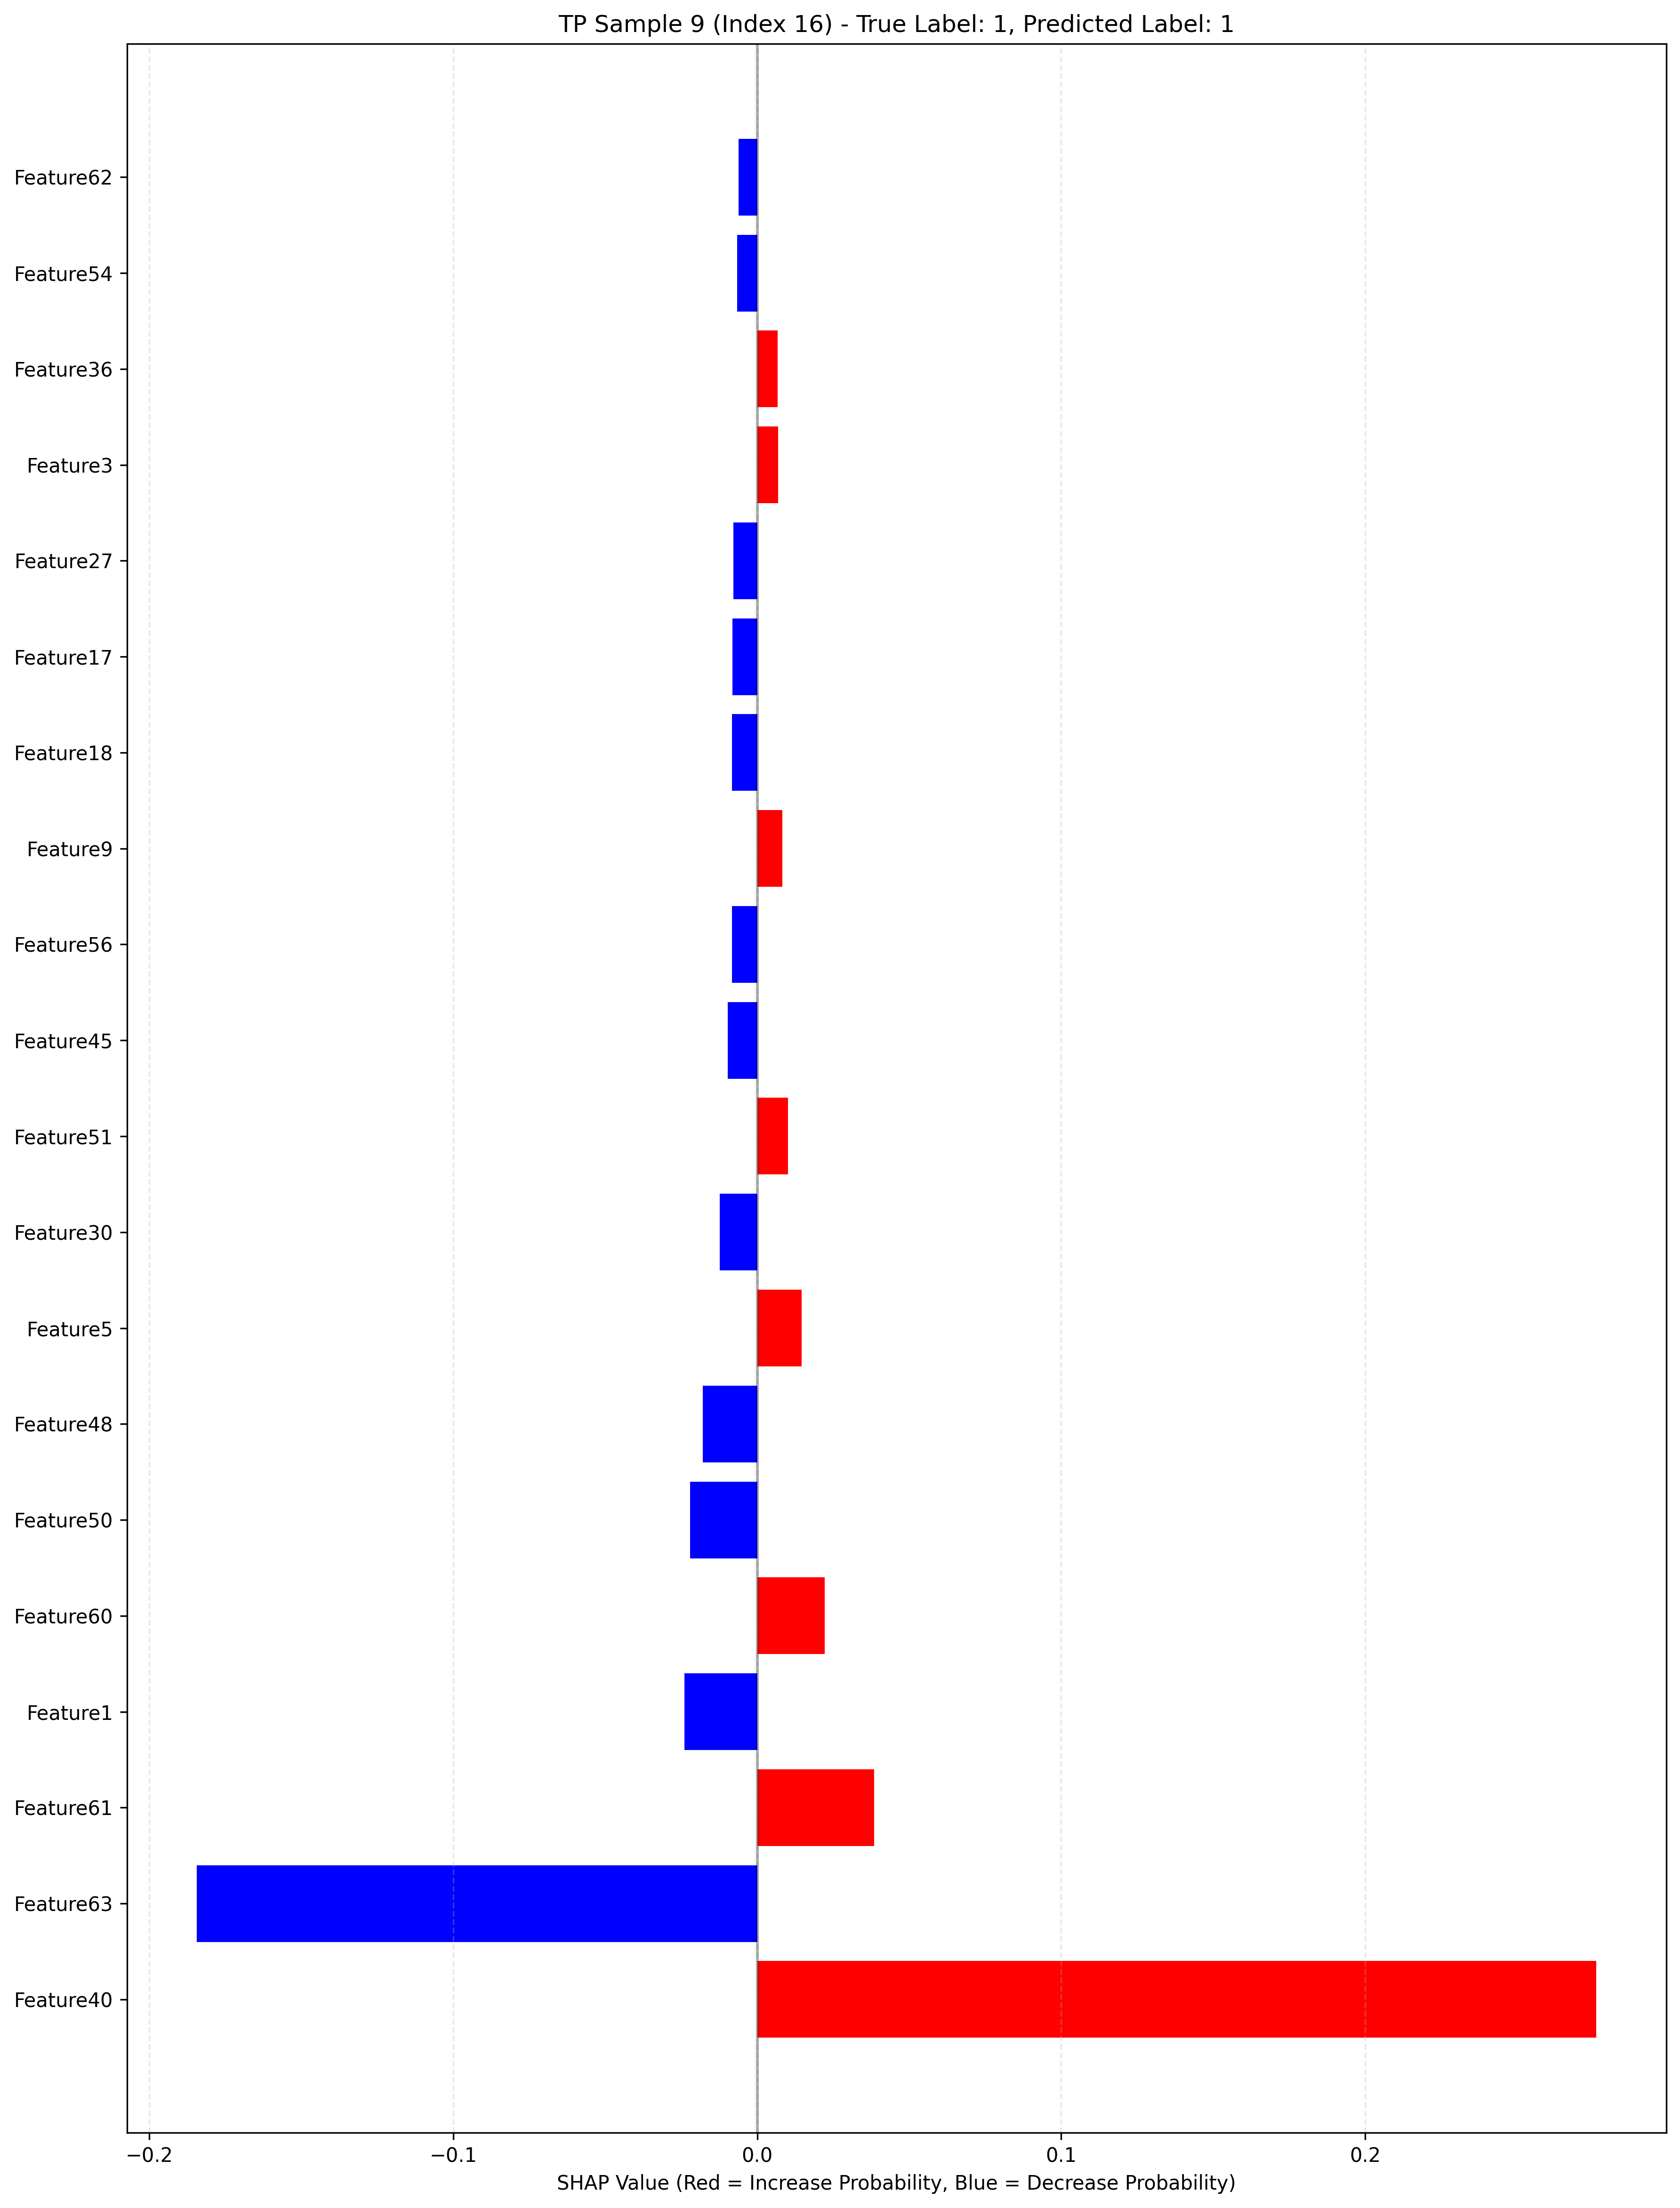 TP Sample 9 (Index 16) - True Label: 1, Predicted Label: 1
Feature62
Feature54
Feature36
Feature3
Feature27
Feature17
Feature18
Feature9
Feature56
Feature45
Feature51
Feature30
Feature5
Feature48
Feature50
Feature60
Feature1
Feature61
Feature63
Feature40
−0.2 −0.1 0.0 0.1 0.2
SHAP Value (Red = Increase Probability, Blue = Decrease Probability)